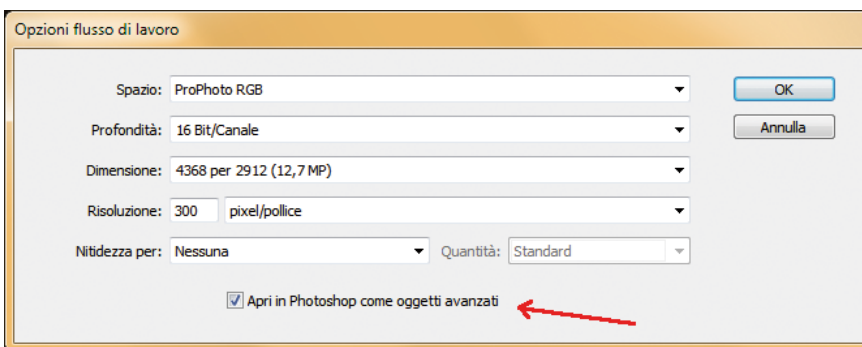 Opzioni flusso di lavoro
Spazio: ProPhoto RGB OK
Profondità: 16 Bit/Canale Annulla
Dimensione: 4368 per 2912 (12,7 MP)
Risoluzione: 300 pixel/pollice
Nitidezza per: Nessuna Quantità: Standard
Apri in Photoshop come oggetti avanzati